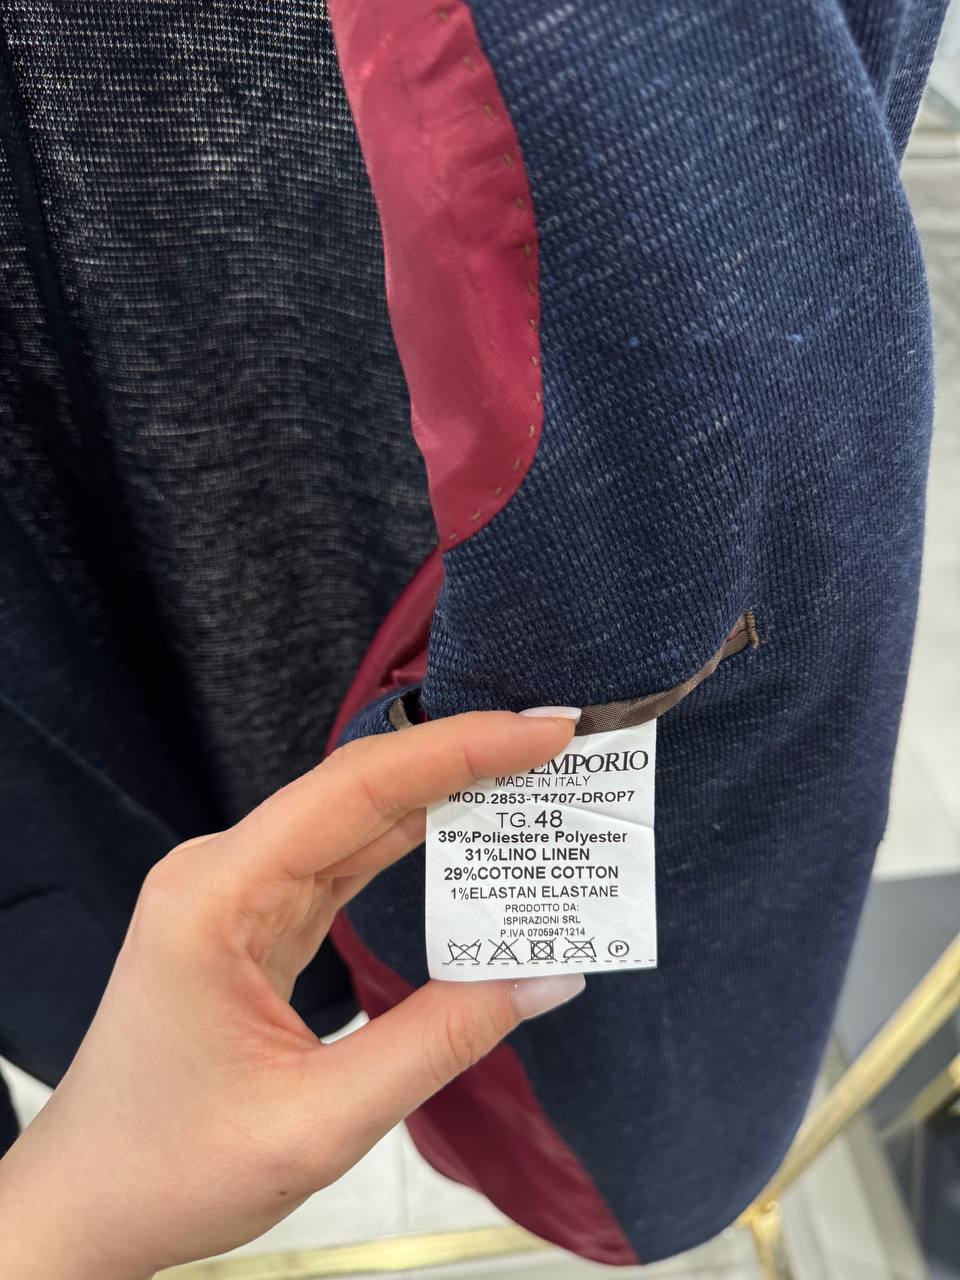 EMPORIO
MADE IN ITALY
MOD.2853-T4707-DROP7
TG.48
39%Poliestere Polyester
31%LINO LINEN
29%COTONE COTTON
1%ELASTAN ELASTANE
PRODOTTO DA:
ISPIRAZIONI SRL
P.IVA 07059471214
P